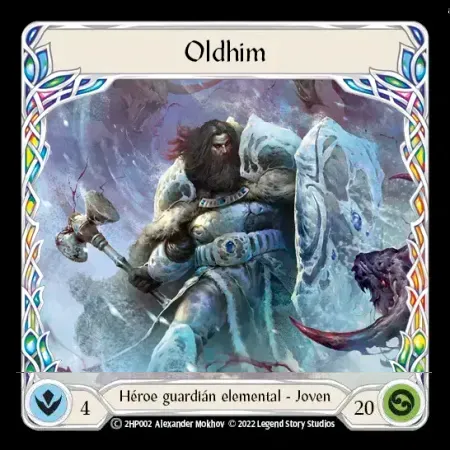 Oldhim
Héroe guardián elemental - Joven
4
20
© 2HP002 Alexander Mokhov © 2022 Legend Story Studios